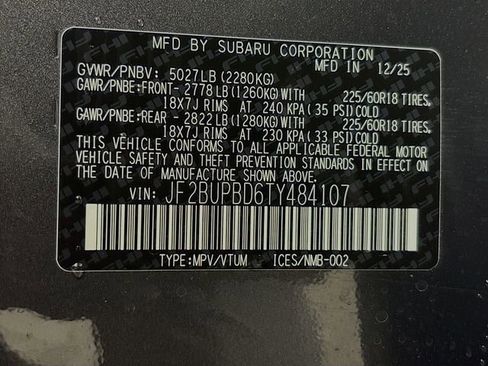 MFD BY SUBARU CORPORATION
MFD IN 12/25
GVWR/PNBV: 5027LB (2280KG)
GAWR/PNBE:FRONT- 2778 LB (1260KG) WITH 225/60R18 TIRES,
18X7J RIMS AT 240 KPA (35 PSI) COLD
GAWR/PNBE:REAR - 2822 LB (1280KG) WITH 225/60R18 TIRES,
18X7J RIMS AT 230 KPA (33 PSI) COLD
THIS VEHICLE CONFORMS TO ALL APPLICABLE FEDERAL MOTOR
VEHICLE SAFETY AND THEFT PREVENTION STANDARDS IN EFFECT ON
THE DATE OF MANUFACTURE SHOWN ABOVE.
VIN: JF2BUPBD6TY484107
TYPE:MPV/VTUM ICES/NMB-002